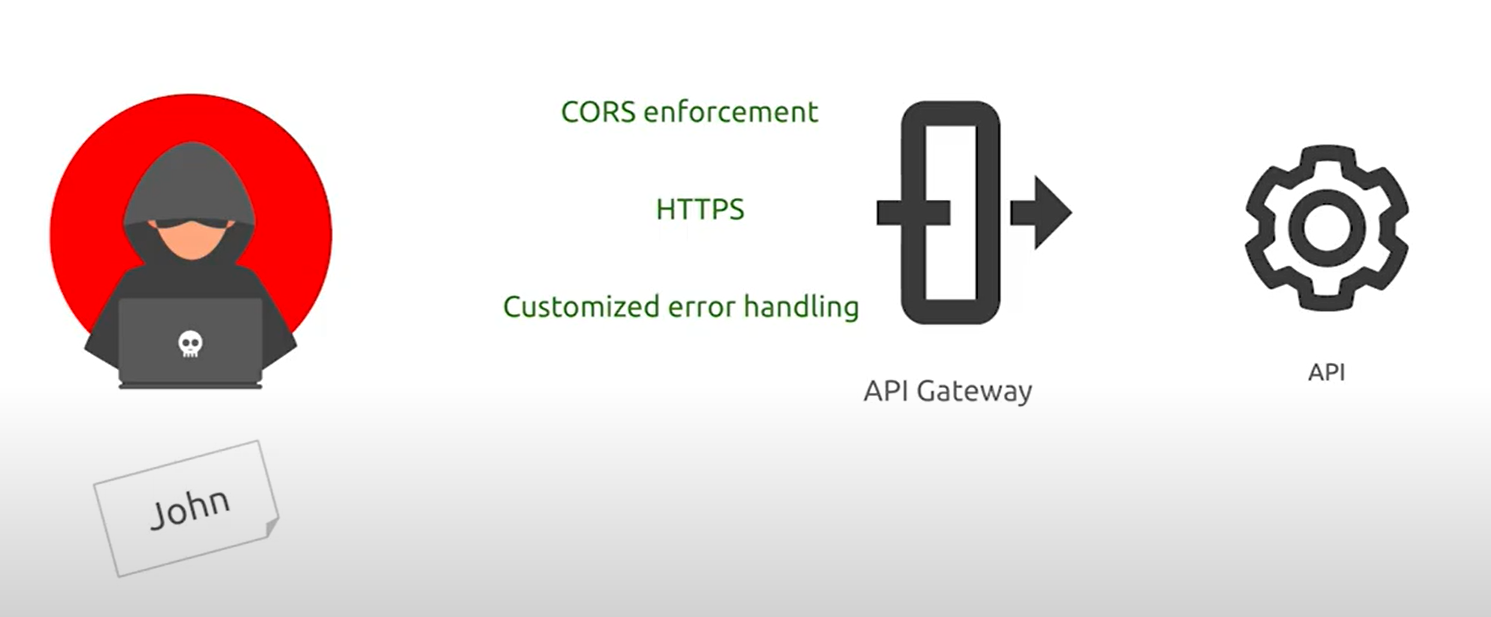 CORS enforcement
HTTPS
Customized error handling
API Gateway
API
John